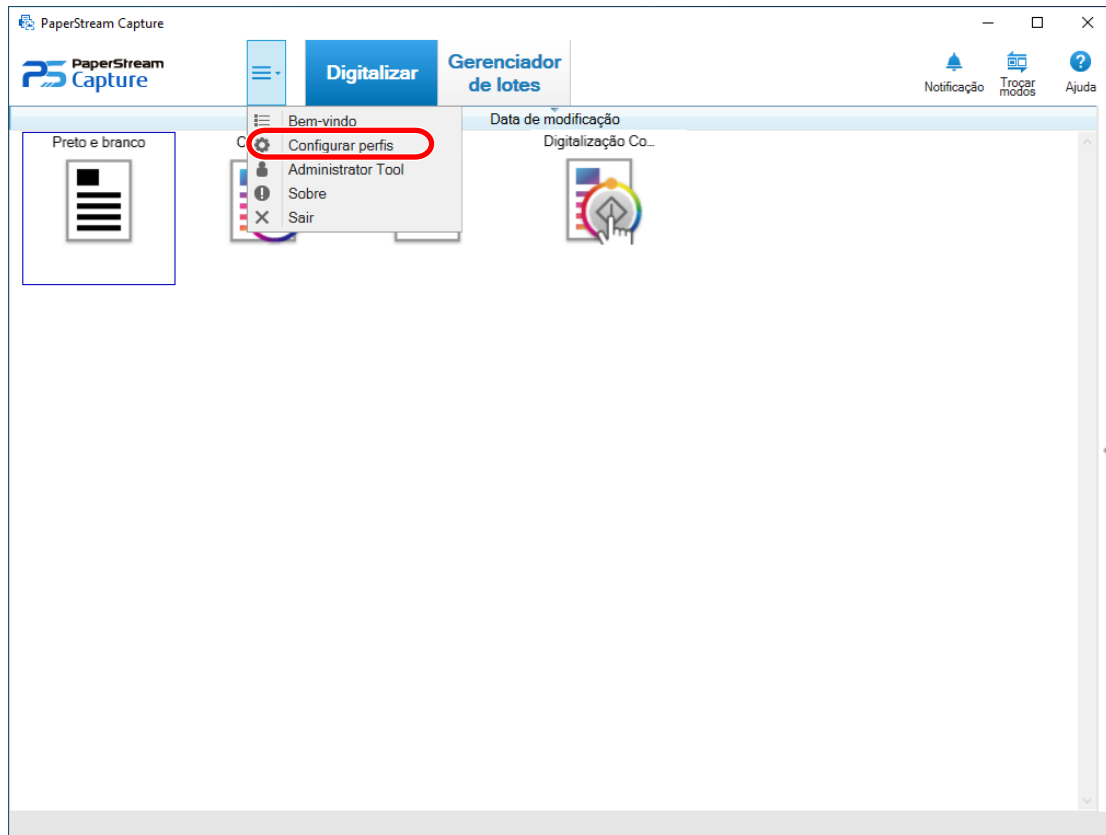 PaperStream Capture
PaperStream
Capture
Digitalizar
Gerenciador
de lotes
Notificação
Trocar
modos
Ajuda
Data de modificação
Bem-vindo
Configurar perfis
Administrator Tool
Sobre
Sair
Preto e branco
Digitalização Co...